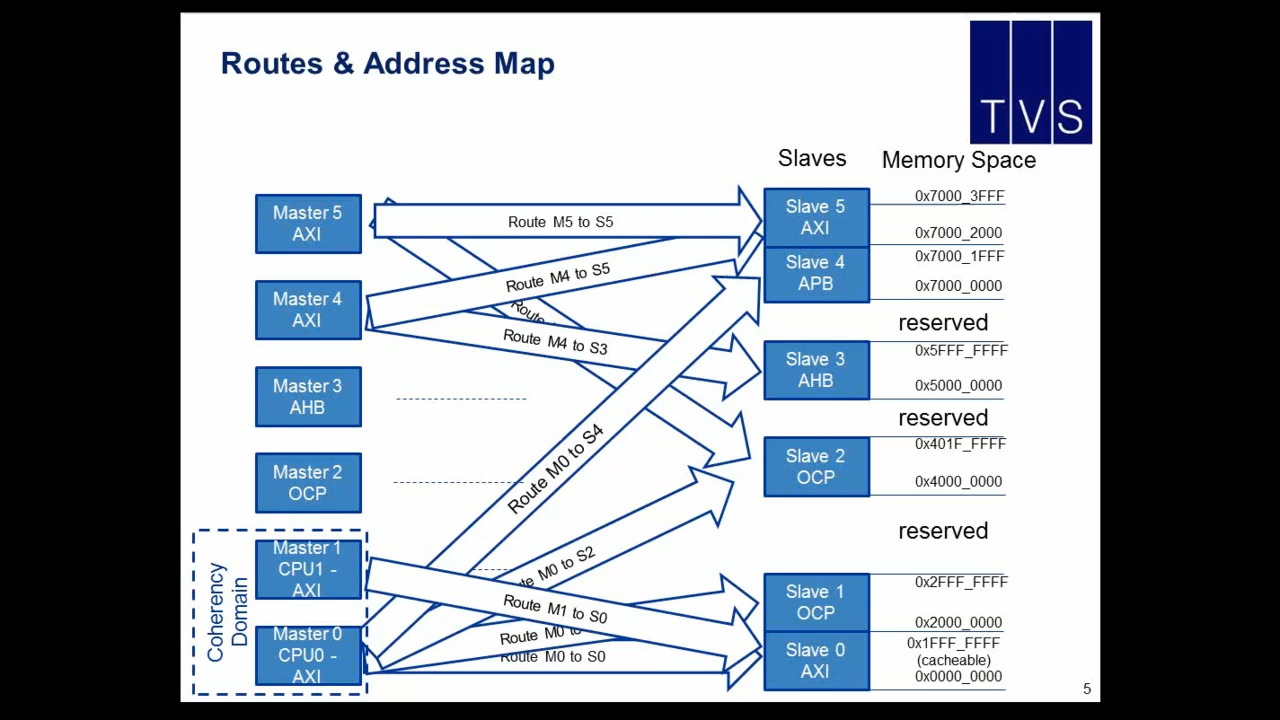 Routes & Address Map
TVS
Slaves
Memory Space
Master 5
AXI
Master 4
AXI
Master 3
AHB
Master 2
OCP
Coherency
Domain
Master 1
CPU1 -
AXI
Master 0
CPU0 -
AXI
Route M5 to S5
Route M4 to S5
Route M4 to S3
Route M0 to S4
M0 to S2
Route M1 to S0
Route M0 to
Route M0 to S0
Slave 5
AXI
Slave 4
APB
Slave 3
AHB
Slave 2
OCP
Slave 1
OCP
Slave 0
AXI
0x7000_3FFF
0x7000_2000
0x7000_1FFF
0x7000_0000
reserved
0x5FFF_FFFF
0x5000_0000
reserved
0x401F_FFFF
0x4000_0000
reserved
0x2FFF_FFFF
0x2000_0000
0x1FFF_FFFF
(cacheable)
0x0000_0000
5